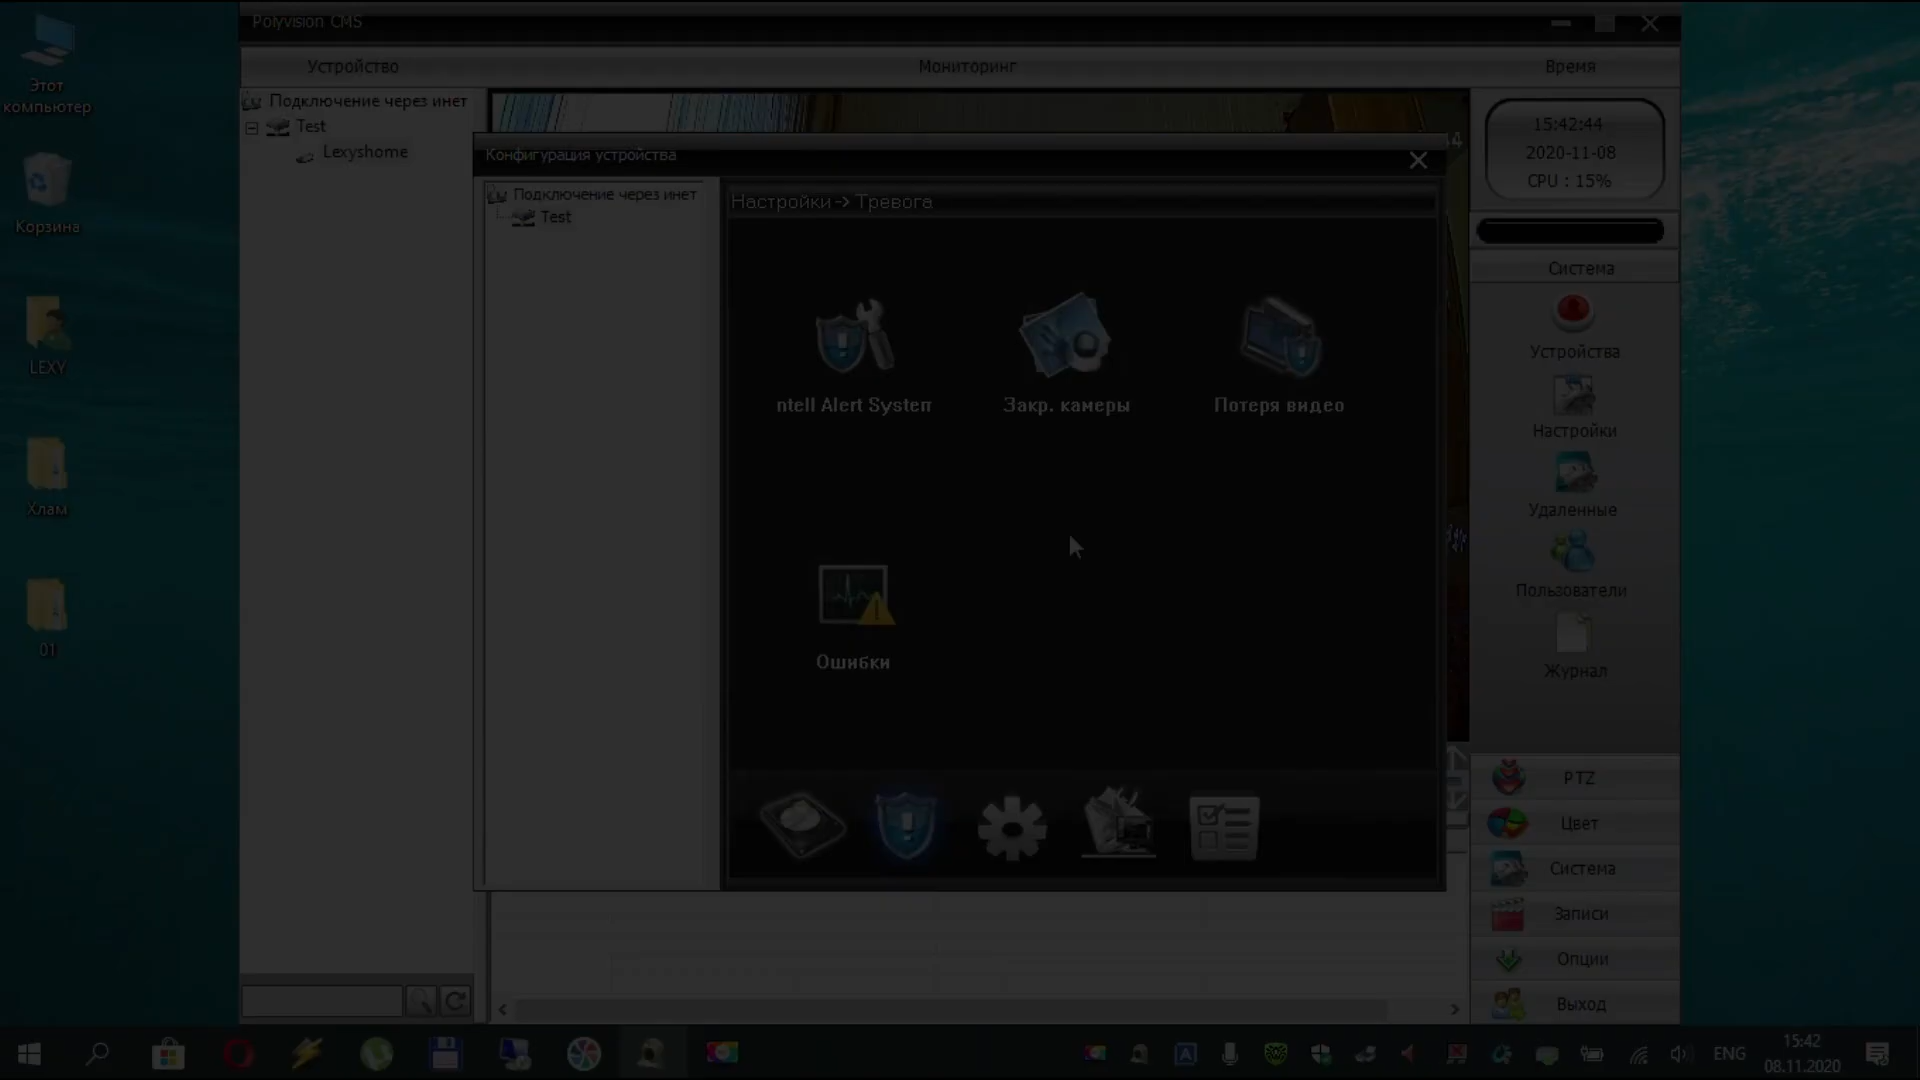 Polyvision CMS
Устройство
Мониторинг
Время
Этот
компьютер
Корзина
LEXY
Хлам
01
Подключение через инет
Test
Lexyshome
Конфигурация устройства
Подключение через инет
Test
Настройки -> Тревога
ntell Alert System
Закр. камеры
Потеря видео
Ошибки
15:42:44
2020-11-08
CPU : 15%
Система
Устройства
Настройки
Удаленные
Пользователи
Журнал
PTZ
Цвет
Система
Записи
Опции
Выход
ENG
15:42
08.11.2020